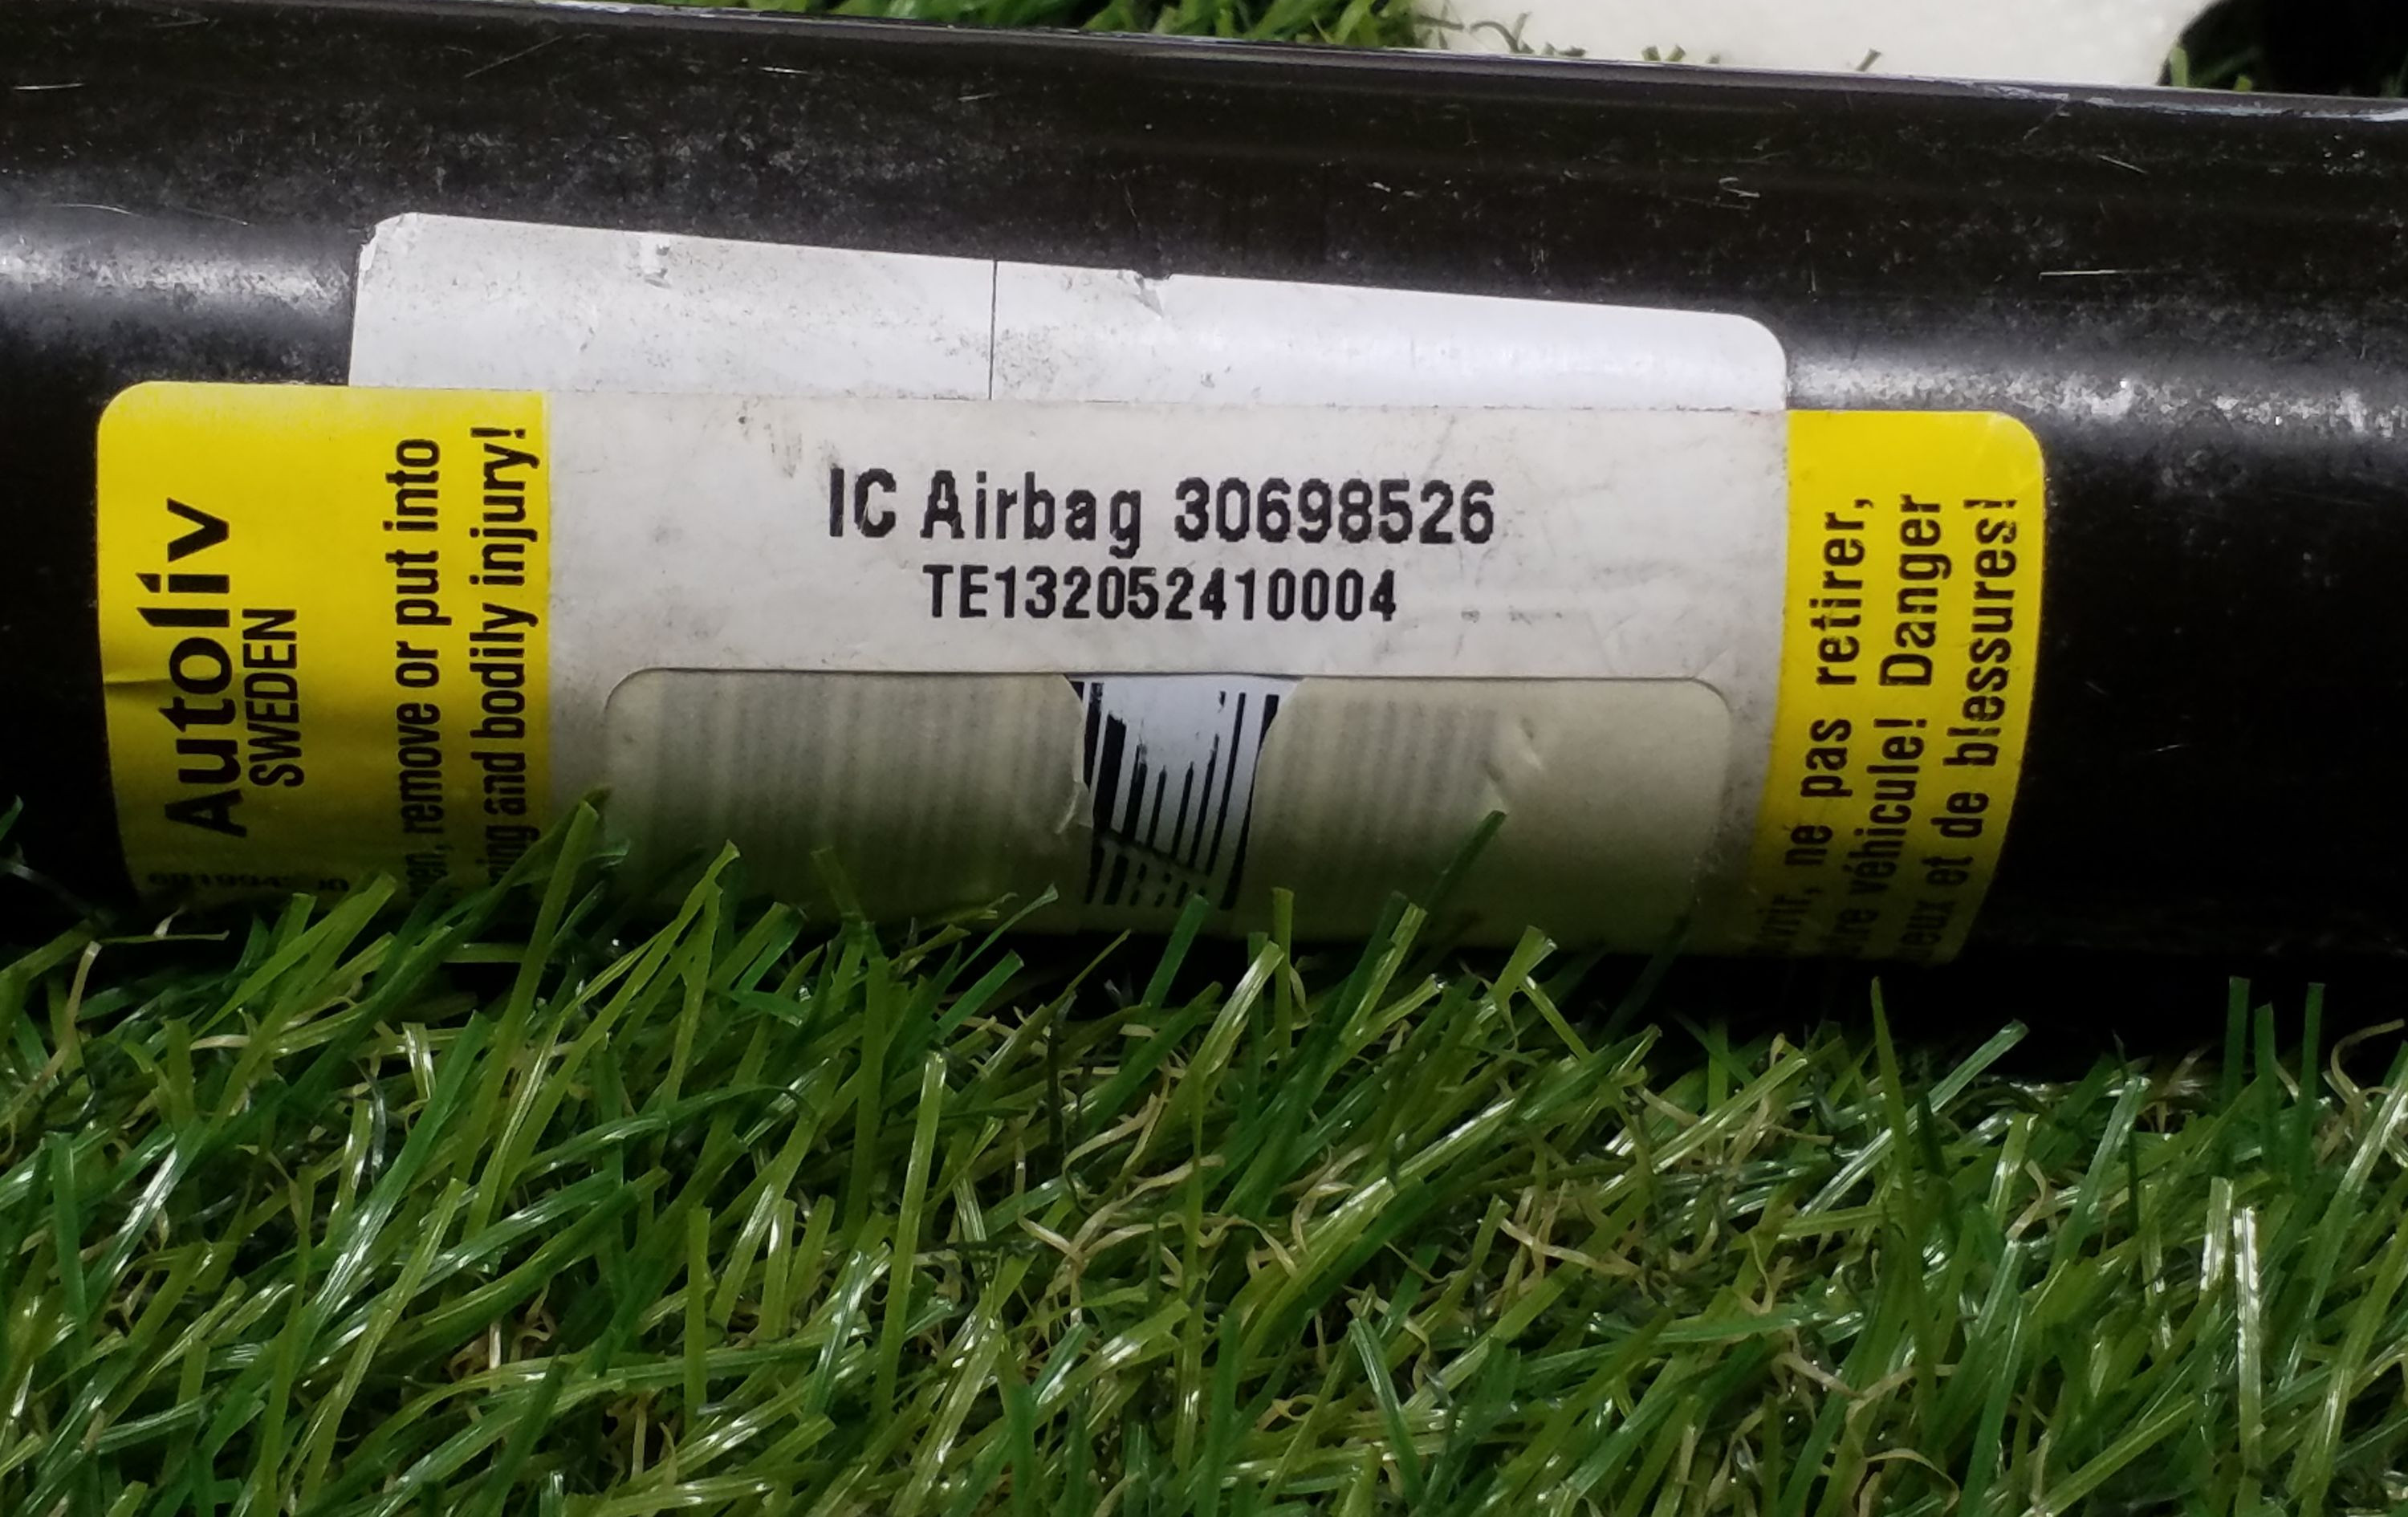 Autoliv
SWEDEN
remove or put into
and bodily injury!
IC Airbag 30698526
TE132052410004
ne pas retirer,
véhicule! Danger
et de blessures!